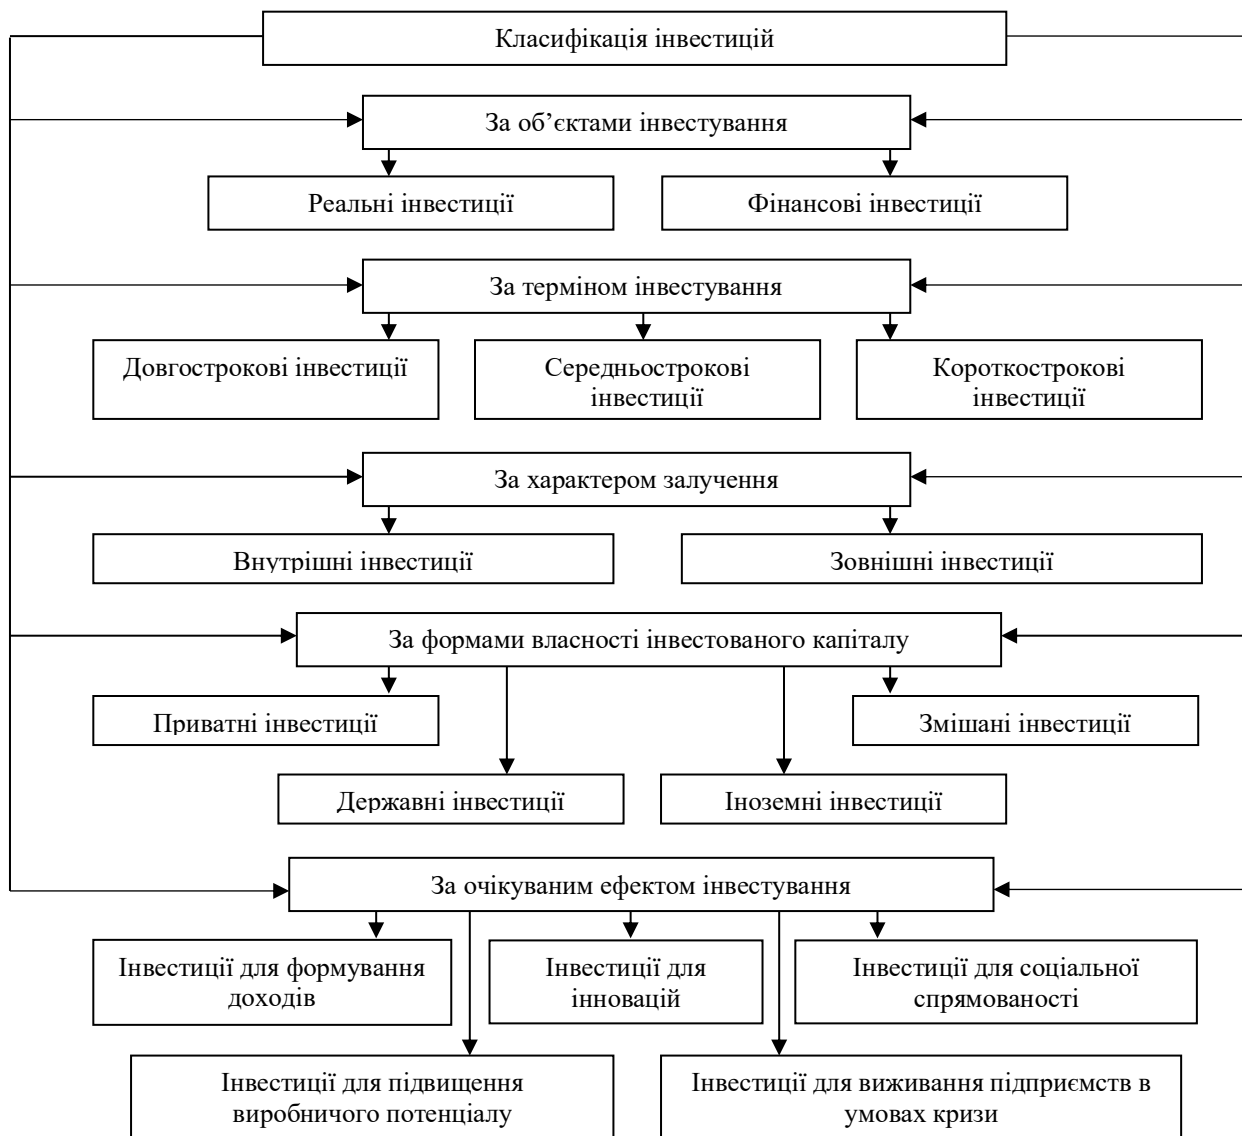 Класифікація інвестицій
За об’єктами інвестування
Реальні інвестиції
Фінансові інвестиції
За терміном інвестування
Довгострокові інвестиції
Середньострокові
інвестиції
Короткострокові
інвестиції
За характером залучення
Внутрішні інвестиції
Зовнішні інвестиції
За формами власності інвестованого капіталу
Приватні інвестиції
Змішані інвестиції
Державні інвестиції
Іноземні інвестиції
За очікуваним ефектом інвестування
Інвестиції для формування
доходів
Інвестиції для
інновацій
Інвестиції для соціальної
спрямованості
Інвестиції для підвищення
виробничого потенціалу
Інвестиції для виживання підприємств в
умовах кризи